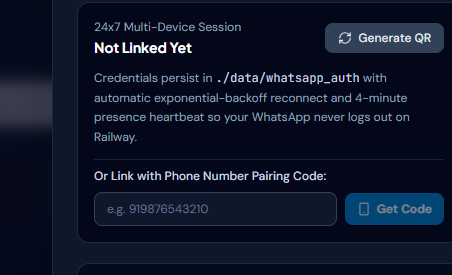 24x7 Multi-Device Session
Not Linked Yet
Generate QR
Credentials persist in ./data/whatsapp_auth with
automatic exponential-backoff reconnect and 4-minute
presence heartbeat so your WhatsApp never logs out on
Railway.
Or Link with Phone Number Pairing Code:
e.g. 919876543210
Get Code